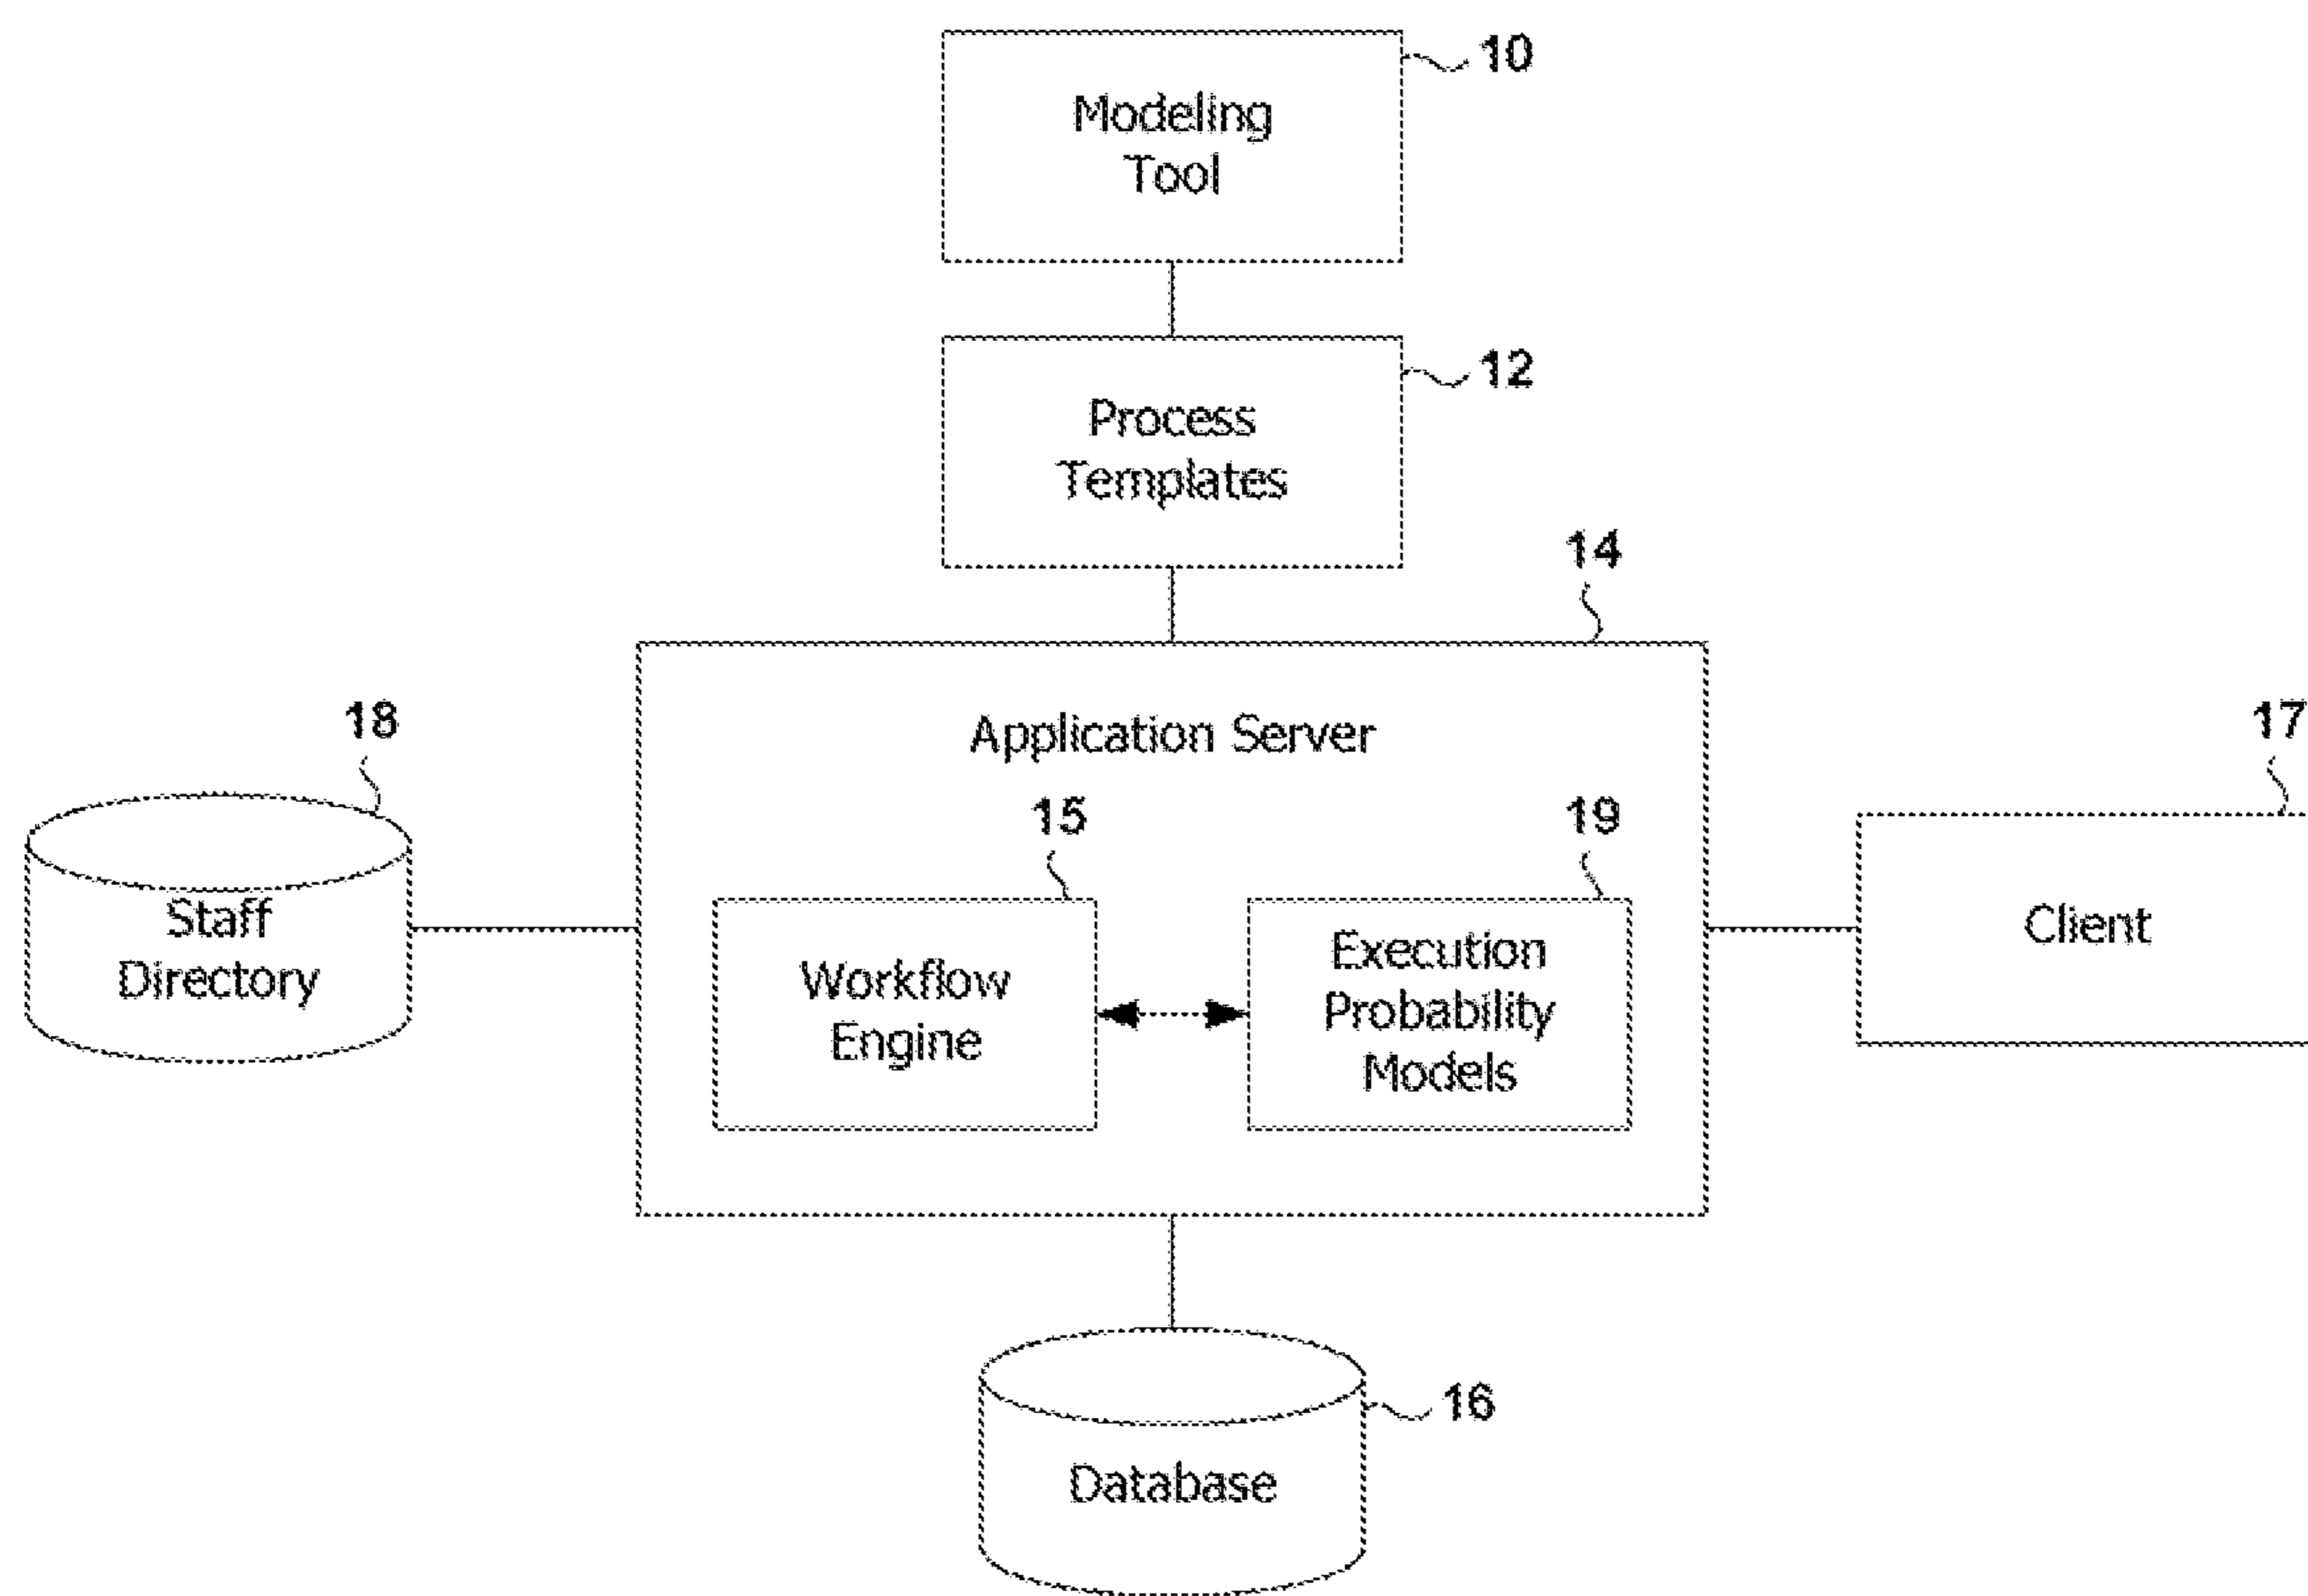 10
Modeling
Tool
12
Process
Templates
14
Application Server
18
17
15
19
Staff
Directory
Workflow
Engine
Execution
Probability
Models
Client
16
Database